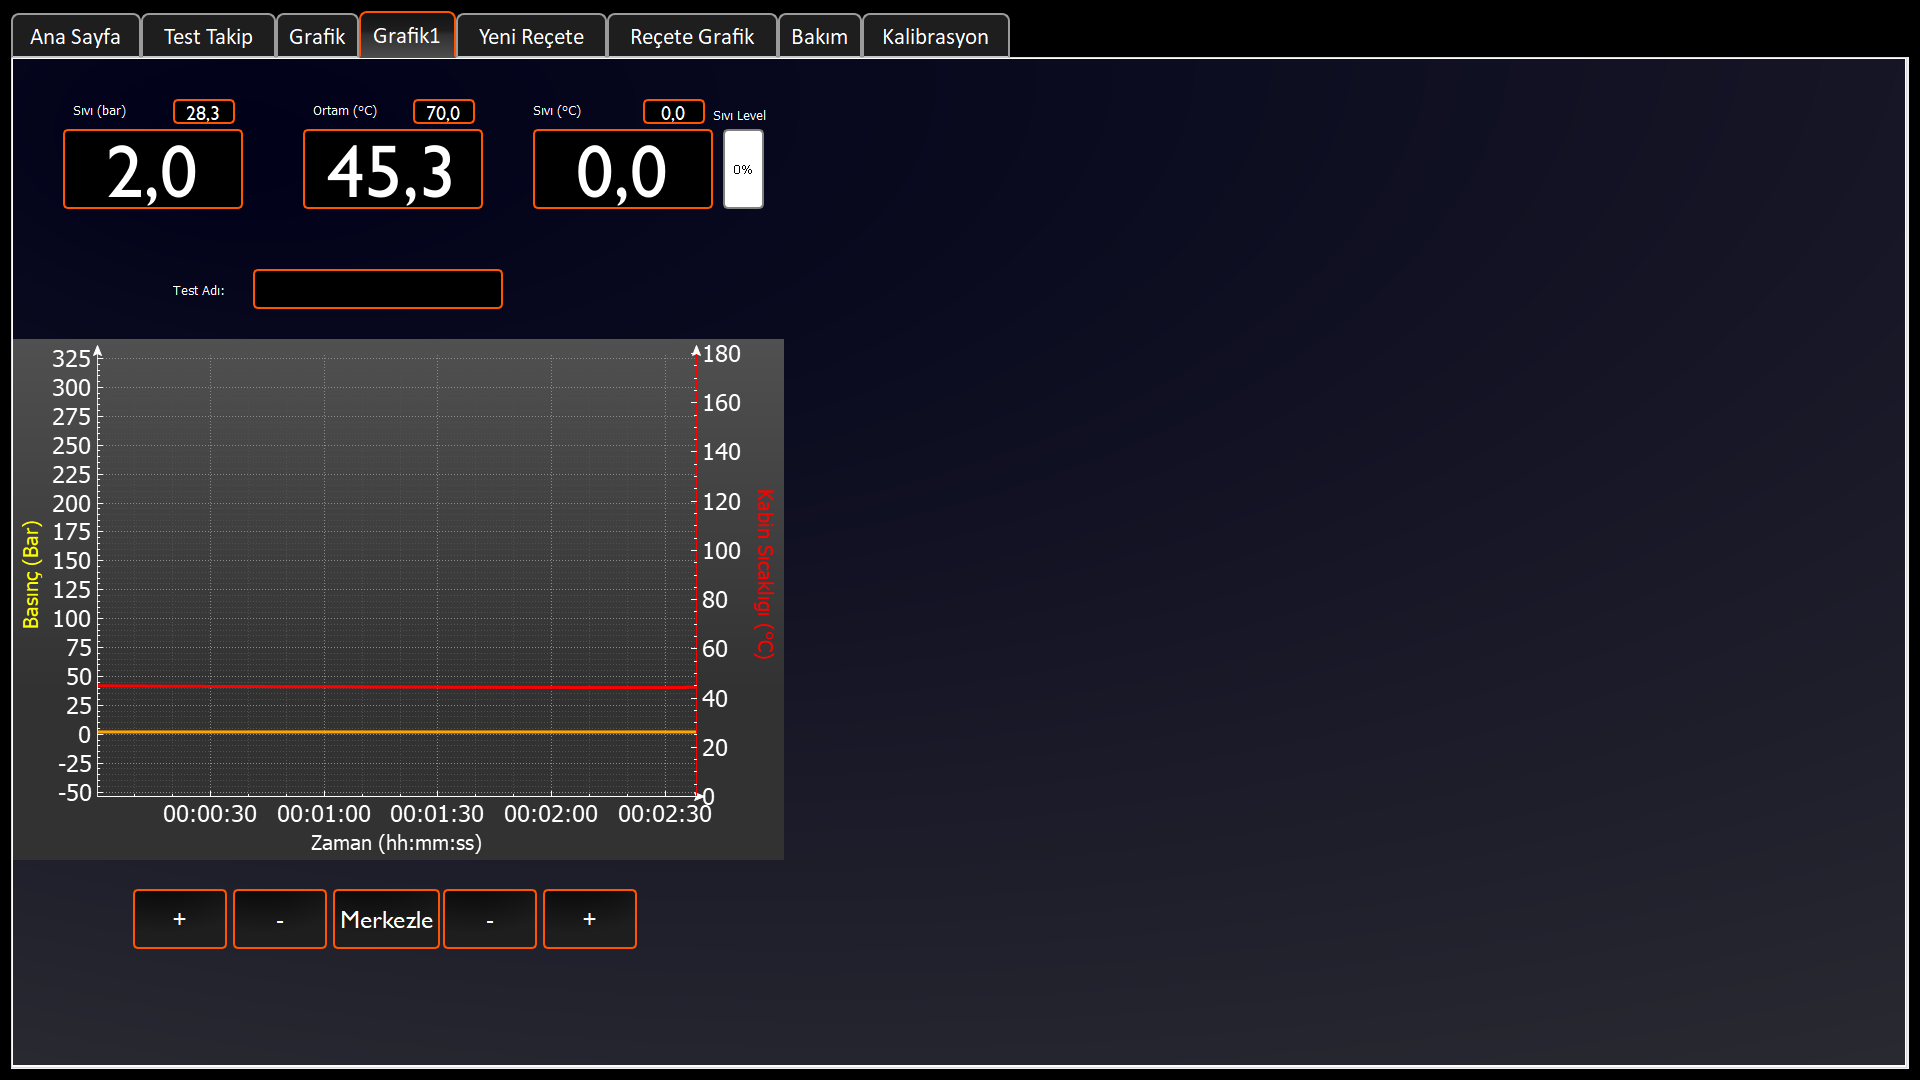 Ana Sayfa Test Takip Grafik Grafik1 Yeni Reçete Reçete Grafik Bakım Kalibrasyon
Sıvı (bar) 28,3 Ortam (°C) 70,0 Sıvı (°C) 0,0 Sıvı Level
2,0 45,3 0,0 0%
Test Adı:
325
300
275
250
225
200
175
150
125
100
75
50
25
0
-25
-50
Basınç (Bar)
180
160
140
120
100
80
60
40
20
0
Kabin Sıcaklıgı (°C)
00:00:30 00:01:00 00:01:30 00:02:00 00:02:30
Zaman (hh:mm:ss)
+ - Merkezle - +